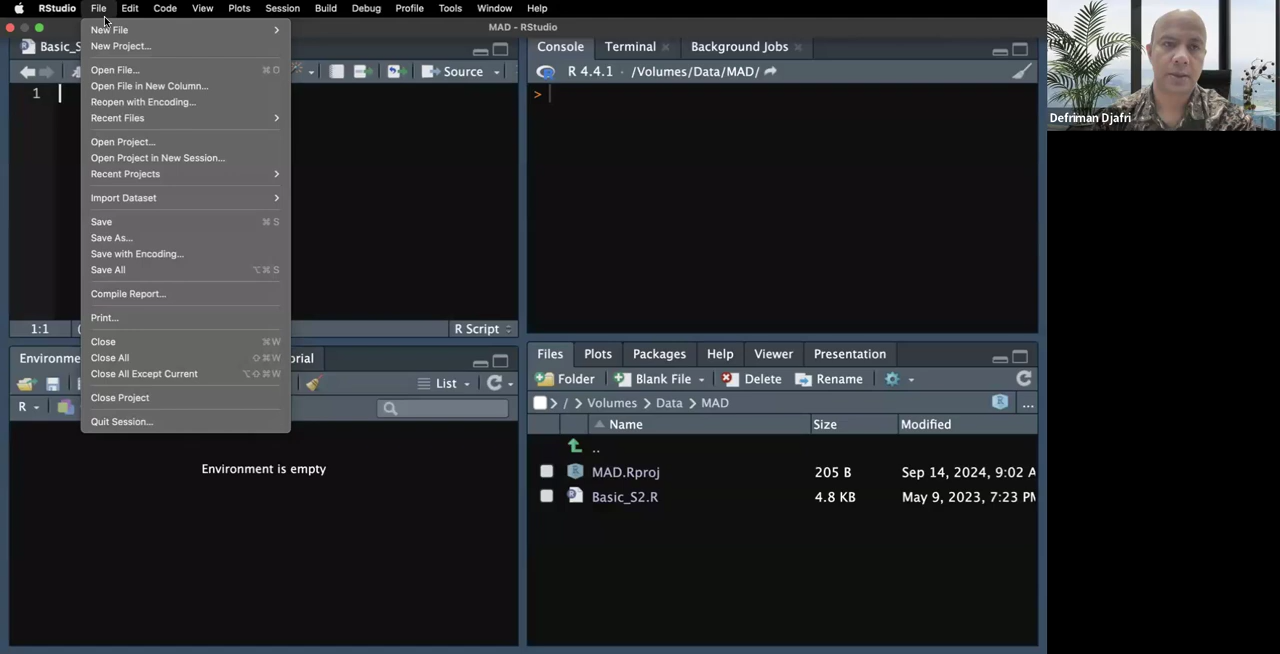 RStudio File Edit Code View Plots Session Build Debug Profile Tools Window Help
MAD - RStudio
New File
New Project...
Open File... ⌘ O
Open File in New Column...
Reopen with Encoding...
Recent Files
Open Project...
Open Project in New Session...
Recent Projects
Import Dataset
Save ⌘ S
Save As...
Save with Encoding...
Save All ⌥⌘ S
Compile Report...
Print...
Close ⌘W
Close All ⇧⌘W
Close All Except Current ⌥⇧⌘W
Close Project
Quit Session...
Basic_S
Source
1
1:1
R Script
Console Terminal Background Jobs
R 4.4.1 · /Volumes/Data/MAD/
>
Environme
orial
List
R
Environment is empty
Files Plots Packages Help Viewer Presentation
Folder Blank File Delete Rename
/ Volumes Data MAD ...
Name Size Modified
..
MAD.Rproj 205 B Sep 14, 2024, 9:02 A
Basic_S2.R 4.8 KB May 9, 2023, 7:23 PM
Defriman Djafri